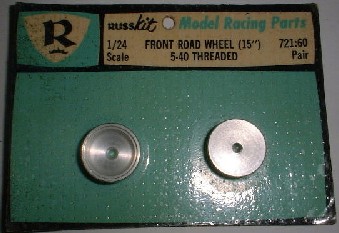 R
RUSSKIT Model Racing Parts
1/24 FRONT ROAD WHEEL (15") 721:60
Scale 5-40 THREADED Pair